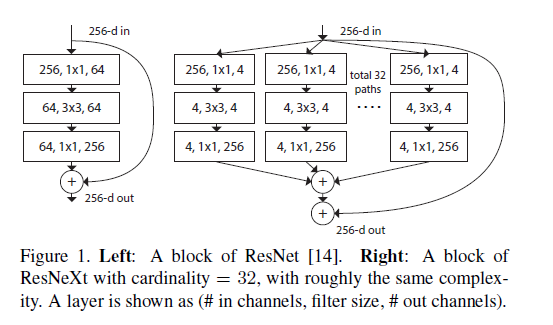 256-d in
256, 1x1, 64
64, 3x3, 64
64, 1x1, 256
+
256-d out
256-d in
256, 1x1, 4
256, 1x1, 4
total 32
paths
256, 1x1, 4
4, 3x3, 4
4, 3x3, 4
....
4, 3x3, 4
4, 1x1, 256
4, 1x1, 256
4, 1x1, 256
+
+
256-d out
Figure 1. Left: A block of ResNet [14]. Right: A block of
ResNeXt with cardinality = 32, with roughly the same complex-
ity. A layer is shown as (# in channels, filter size, # out channels).